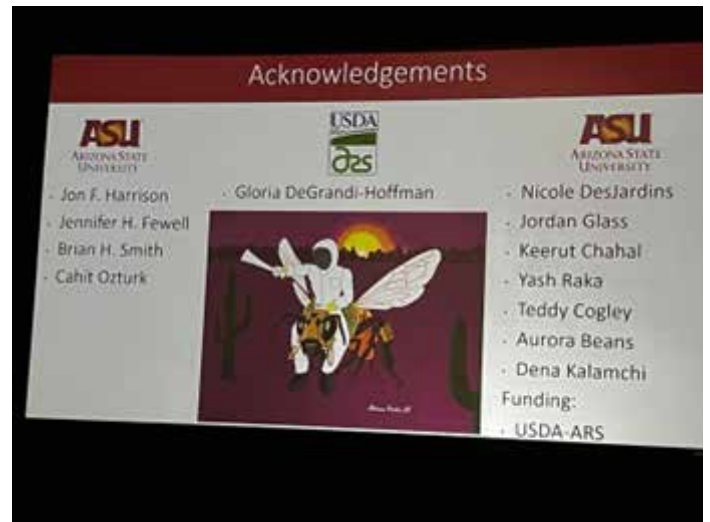 Acknowledgements
ASU
ARIZONA STATE
UNIVERSITY
- Jon F. Harrison
- Jennifer H. Fewell
- Brian H. Smith
- Cahit Ozturk
USDA
ars
- Gloria DeGrandi-Hoffman
ASU
ARIZONA STATE
UNIVERSITY
- Nicole DesJardins
- Jordan Glass
- Keerut Chahal
- Yash Raka
- Teddy Cogley
- Aurora Beans
- Dena Kalamchi
Funding:
- USDA-ARS